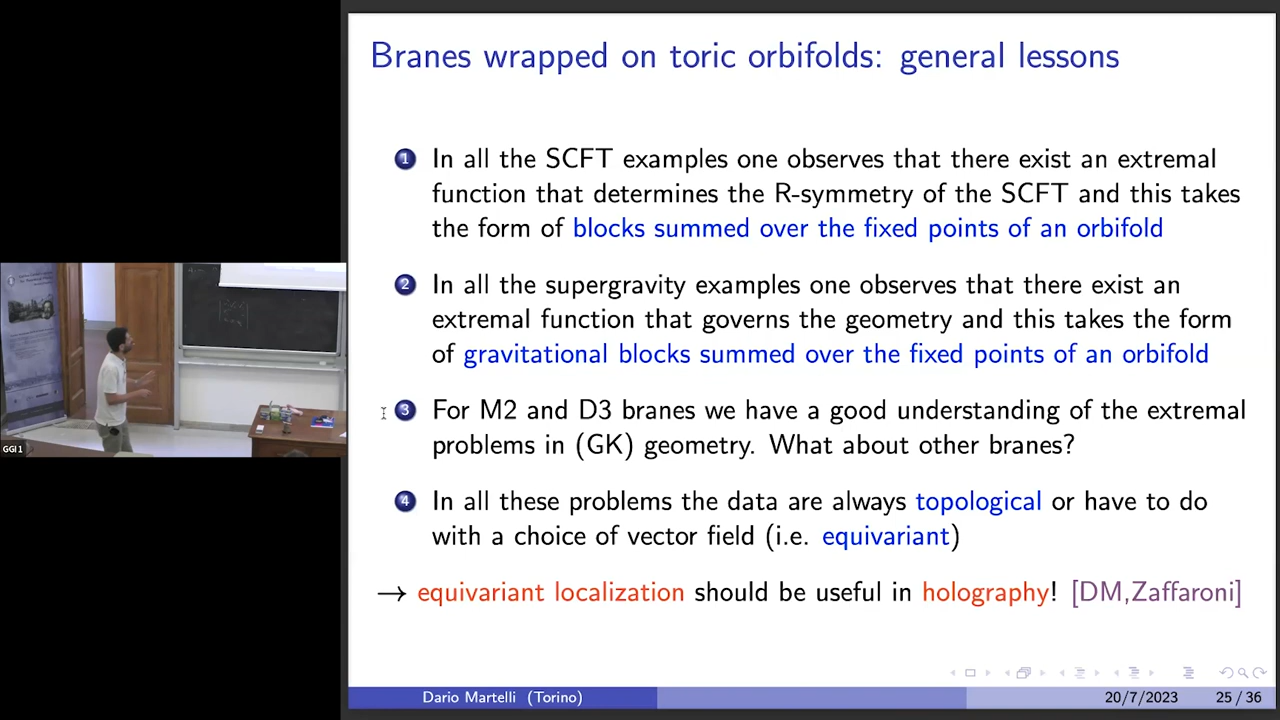 Branes wrapped on toric orbifolds: general lessons
1 In all the SCFT examples one observes that there exist an extremal
function that determines the R-symmetry of the SCFT and this takes
the form of blocks summed over the fixed points of an orbifold
2 In all the supergravity examples one observes that there exist an
extremal function that governs the geometry and this takes the form
of gravitational blocks summed over the fixed points of an orbifold
3 For M2 and D3 branes we have a good understanding of the extremal
problems in (GK) geometry. What about other branes?
4 In all these problems the data are always topological or have to do
with a choice of vector field (i.e. equivariant)
→ equivariant localization should be useful in holography! [DM,Zaffaroni]
GGI 1
Dario Martelli (Torino) 20/7/2023 25 / 36